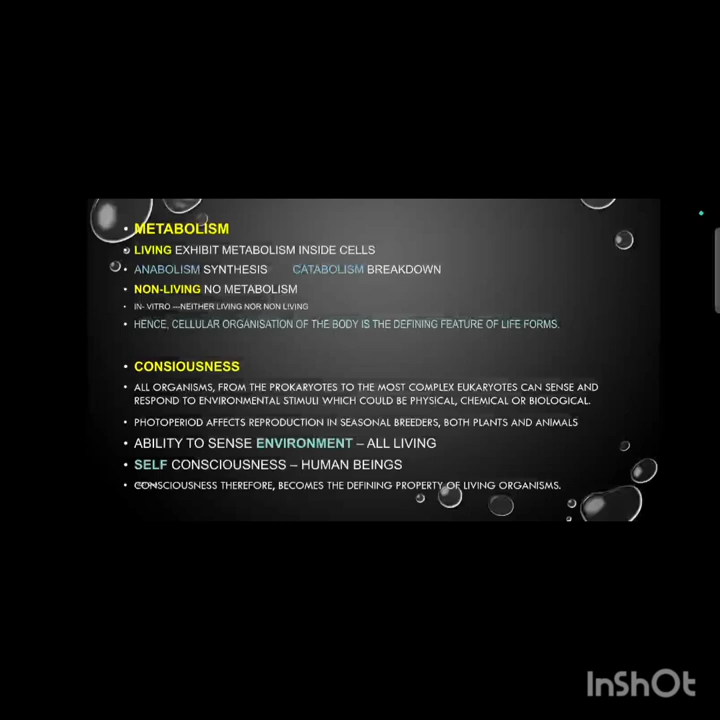 METABOLISM
LIVING EXHIBIT METABOLISM INSIDE CELLS
ANABOLISM SYNTHESIS CATABOLISM BREAKDOWN
NON-LIVING NO METABOLISM
IN- VITRO —NEITHER LIVING NOR NON LIVING
HENCE, CELLULAR ORGANISATION OF THE BODY IS THE DEFINING FEATURE OF LIFE FORMS.
CONSIOUSNESS
ALL ORGANISMS, FROM THE PROKARYOTES TO THE MOST COMPLEX EUKARYOTES CAN SENSE AND
RESPOND TO ENVIRONMENTAL STIMULI WHICH COULD BE PHYSICAL, CHEMICAL OR BIOLOGICAL.
PHOTOPERIOD AFFECTS REPRODUCTION IN SEASONAL BREEDERS, BOTH PLANTS AND ANIMALS
ABILITY TO SENSE ENVIRONMENT – ALL LIVING
SELF CONSCIOUSNESS – HUMAN BEINGS
CONSCIOUSNESS THEREFORE, BECOMES THE DEFINING PROPERTY OF LIVING ORGANISMS.
InShOt